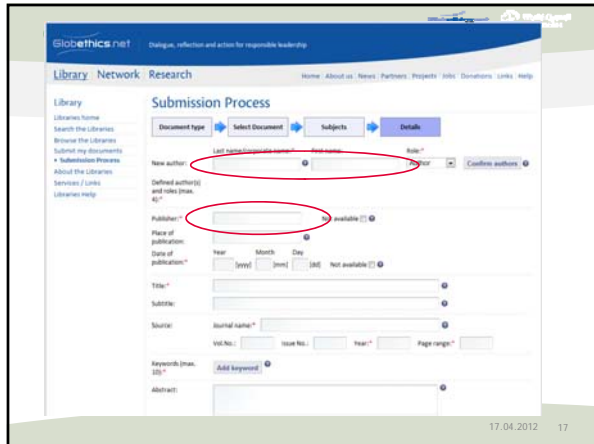 Globethics.net Dialogue, reflection and action for responsible leadership
Library Network Research Home About us News Partners Projects Jobs Donations Links Help
Library
Libraries home
Search the Libraries
Browse the Libraries
Submit my documents
Submission Process
About the Libraries
Services / Links
Libraries Help
Submission Process
Document type Select Document Subjects Details
Last name/corporate name:* First name: Role:*
New author: Author Confirm authors
Defined author(s)
and roles (max.
4):*
Publisher:* Not available
Place of
publication:
Date of
publication:* Year Month Day
[yyyy] [mm] [dd] Not available
Title:*
Subtitle:
Source: Journal name:*
Vol.No.: Issue No.: Year:* Page range:*
Keywords (max.
10):* Add keyword
Abstract:
17.04.2012 17